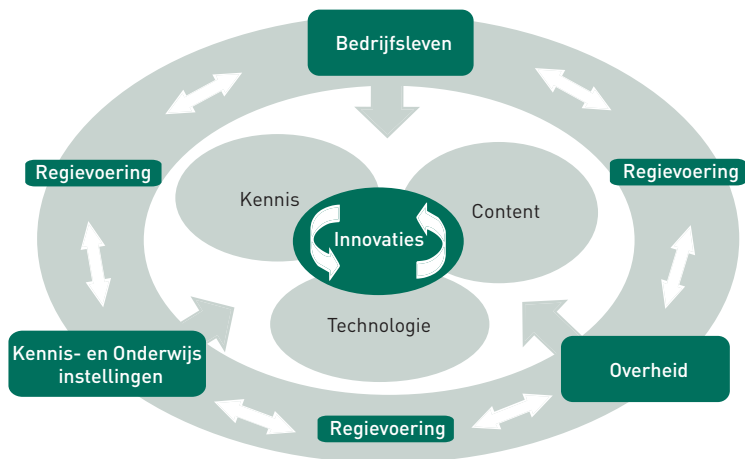 Bedrijfsleven
Regievoering
Regievoering
Kennis
Content
Innovaties
Technologie
Kennis- en Onderwijs
instellingen
Overheid
Regievoering